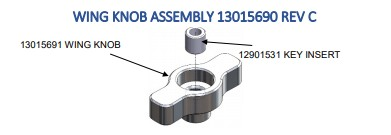 WING KNOB ASSEMBLY 13015690 REV C
13015691 WING KNOB
12901531 KEY INSERT